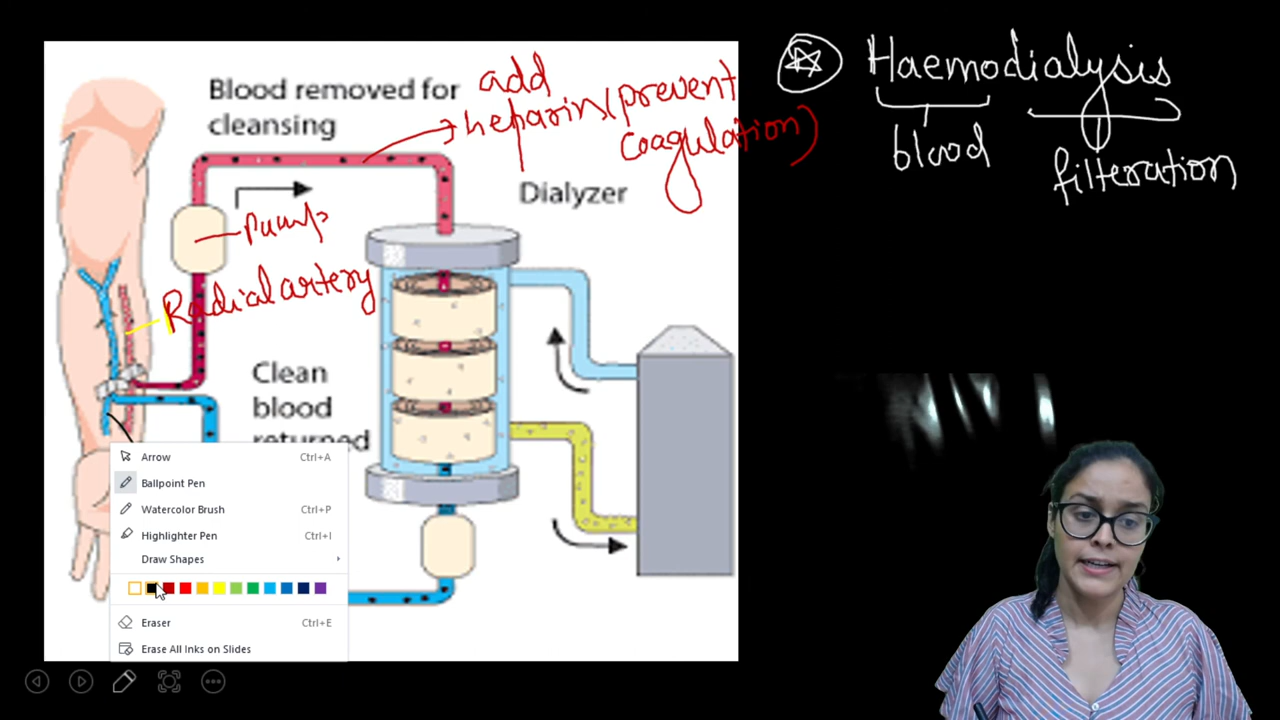 Haemodialysis
blood
filteration
Blood removed for
cleansing
add
heparin (prevent
coagulation)
Dialyzer
Pump
Radial artery
Clean
blood
returned
Arrow Ctrl+A
Ballpoint Pen
Watercolor Brush Ctrl+P
Highlighter Pen Ctrl+I
Draw Shapes
Eraser Ctrl+E
Erase All Inks on Slides